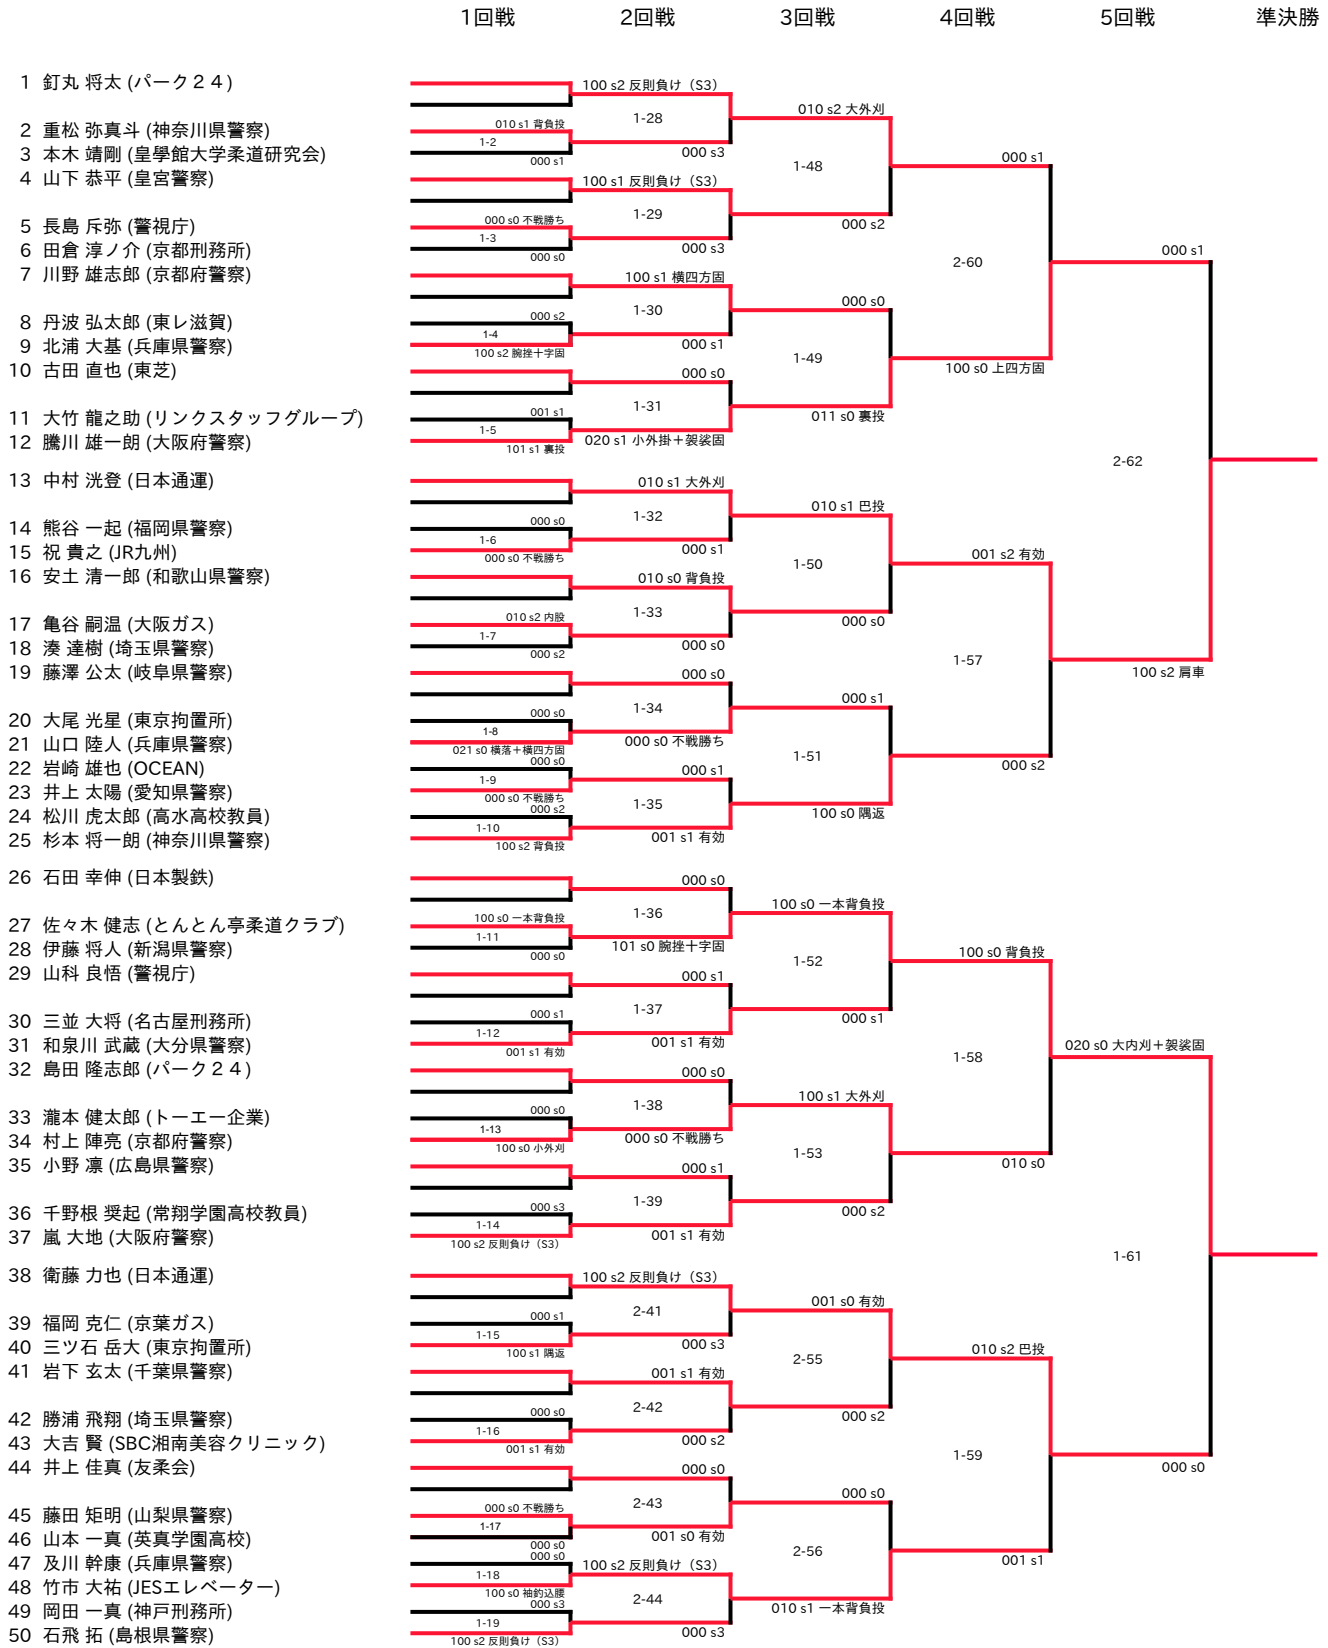 1回戦 2回戦 3回戦 4回戦 5回戦 準決勝
1 釘丸 将太 (パーク２４)
100 s2 反則負け（S3）
010 s2 大外刈
1-28
2 重松 弥真斗 (神奈川県警察)
010 s1 背負投
1-2
3 本木 靖剛 (皇學館大学柔道研究会)
000 s1
000 s3
1-48
000 s1
4 山下 恭平 (皇宮警察)
100 s1 反則負け（S3）
1-29
5 長島 斥弥 (警視庁)
000 s0 不戦勝ち
000 s2
1-3
6 田倉 淳ノ介 (京都刑務所)
000 s0
000 s3
2-60
000 s1
7 川野 雄志郎 (京都府警察)
100 s1 横四方固
000 s0
1-30
8 丹波 弘太郎 (東レ滋賀)
000 s2
1-4
9 北浦 大基 (兵庫県警察)
100 s2 腕挫十字固
000 s1
1-49
100 s0 上四方固
10 古田 直也 (東芝)
000 s0
1-31
11 大竹 龍之助 (リンクスタッフグループ)
001 s1
011 s0 裏投
1-5
12 騰川 雄一朗 (大阪府警察)
101 s1 裏投
020 s1 小外掛＋袈裟固
2-62
13 中村 洸登 (日本通運)
010 s1 大外刈
010 s1 巴投
1-32
14 熊谷 一起 (福岡県警察)
000 s0
1-6
15 祝 貴之 (JR九州)
000 s0 不戦勝ち
000 s1
1-50
001 s2 有効
16 安土 清一郎 (和歌山県警察)
010 s0 背負投
1-33
17 亀谷 嗣温 (大阪ガス)
010 s2 内股
000 s0
1-7
18 湊 達樹 (埼玉県警察)
000 s2
000 s0
1-57
100 s2 肩車
19 藤澤 公太 (岐阜県警察)
000 s0
000 s1
1-34
20 大尾 光星 (東京拘置所)
000 s0
1-8
21 山口 陸人 (兵庫県警察)
021 s0 横落＋横四方固
000 s0 不戦勝ち
1-51
000 s2
22 岩崎 雄也 (OCEAN)
000 s0
000 s1
1-9
23 井上 太陽 (愛知県警察)
000 s0 不戦勝ち
1-35
24 松川 虎太郎 (高水高校教員)
000 s2
100 s0 隅返
1-10
25 杉本 将一朗 (神奈川県警察)
100 s2 背負投
001 s1 有効
26 石田 幸伸 (日本製鉄)
000 s0
100 s0 一本背負投
1-36
27 佐々木 健志 (とんとん亭柔道クラブ)
100 s0 一本背負投
1-11
28 伊藤 将人 (新潟県警察)
000 s0
101 s0 腕挫十字固
1-52
100 s0 背負投
29 山科 良悟 (警視庁)
000 s1
1-37
30 三並 大将 (名古屋刑務所)
000 s1
000 s1
1-12
31 和泉川 武蔵 (大分県警察)
001 s1 有効
001 s1 有効
1-58
020 s0 大内刈＋袈裟固
32 島田 隆志郎 (パーク２４)
000 s0
100 s1 大外刈
1-38
33 瀧本 健太郎 (トーエー企業)
000 s0
1-13
34 村上 陣亮 (京都府警察)
100 s0 小外刈
000 s0 不戦勝ち
1-53
010 s0
35 小野 凛 (広島県警察)
000 s1
1-39
36 千野根 奨起 (常翔学園高校教員)
000 s3
000 s2
1-14
37 嵐 大地 (大阪府警察)
100 s2 反則負け（S3）
001 s1 有効
1-61
38 衛藤 力也 (日本通運)
100 s2 反則負け（S3）
001 s0 有効
2-41
39 福岡 克仁 (京葉ガス)
000 s1
1-15
40 三ツ石 岳大 (東京拘置所)
100 s1 隅返
000 s3
2-55
010 s2 巴投
41 岩下 玄太 (千葉県警察)
001 s1 有効
2-42
42 勝浦 飛翔 (埼玉県警察)
000 s0
000 s2
1-16
43 大吉 賢 (SBC湘南美容クリニック)
001 s1 有効
000 s2
1-59
000 s0
44 井上 佳真 (友柔会)
000 s0
000 s0
2-43
45 藤田 矩明 (山梨県警察)
000 s0 不戦勝ち
1-17
46 山本 一真 (英真学園高校)
000 s0
001 s0 有効
2-56
001 s1
47 及川 幹康 (兵庫県警察)
000 s0
100 s2 反則負け（S3）
1-18
48 竹市 大祐 (JESエレベーター)
100 s0 袖釣込腰
2-44
49 岡田 一真 (神戸刑務所)
000 s3
010 s1 一本背負投
1-19
50 石飛 拓 (島根県警察)
100 s2 反則負け（S3）
000 s3